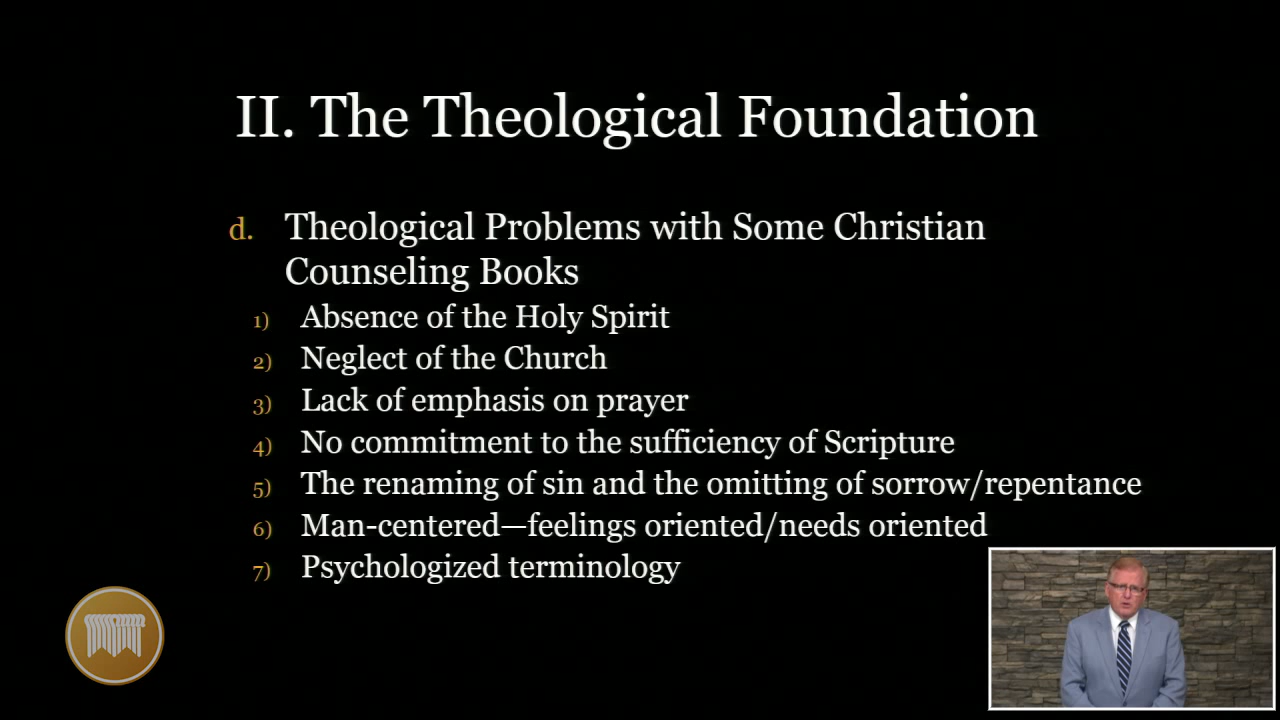 II. The Theological Foundation
d. Theological Problems with Some Christian
Counseling Books
1) Absence of the Holy Spirit
2) Neglect of the Church
3) Lack of emphasis on prayer
4) No commitment to the sufficiency of Scripture
5) The renaming of sin and the omitting of sorrow/repentance
6) Man-centered—feelings oriented/needs oriented
7) Psychologized terminology